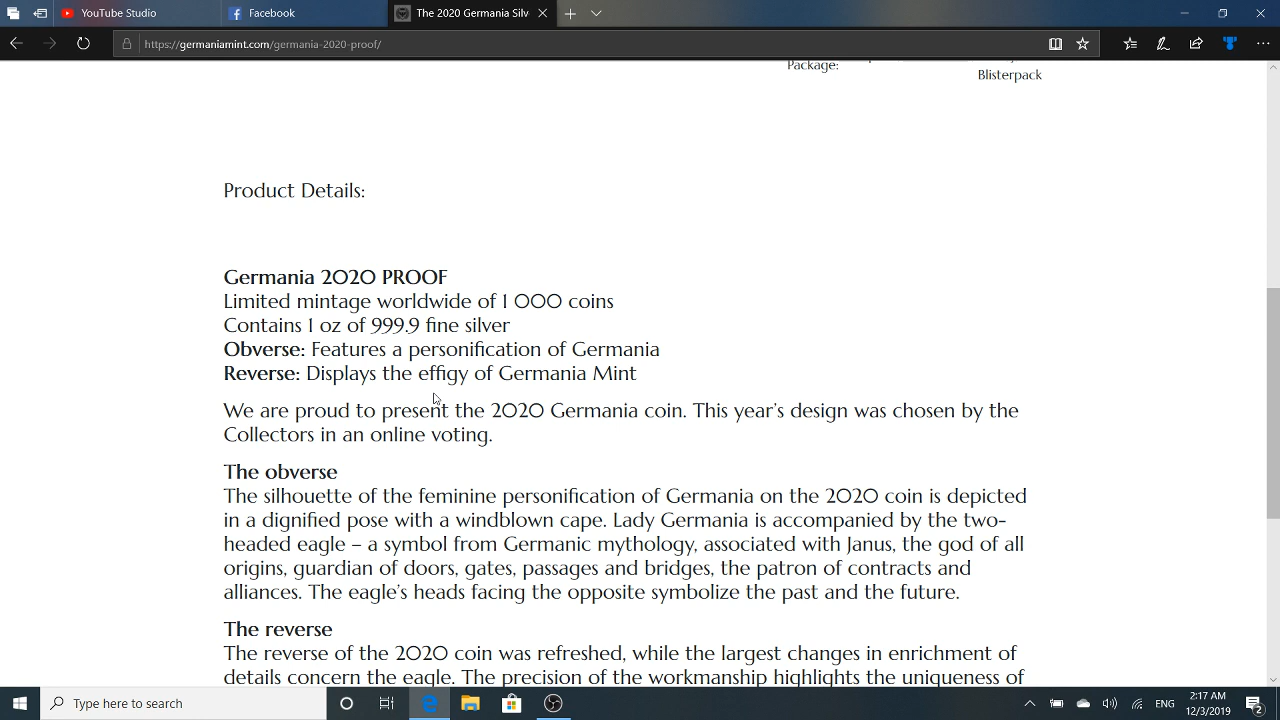 YouTube Studio
Facebook
The 2020 Germania Silv
https://germaniamint.com/germania-2020-proof/
Package:
Blisterpack
Product Details:
Germania 2020 PROOF
Limited mintage worldwide of 1 000 coins
Contains 1 oz of 999.9 fine silver
Obverse: Features a personification of Germania
Reverse: Displays the effigy of Germania Mint
We are proud to present the 2020 Germania coin. This year's design was chosen by the
Collectors in an online voting.
The obverse
The silhouette of the feminine personification of Germania on the 2020 coin is depicted
in a dignified pose with a windblown cape. Lady Germania is accompanied by the two-
headed eagle – a symbol from Germanic mythology, associated with Janus, the god of all
origins, guardian of doors, gates, passages and bridges, the patron of contracts and
alliances. The eagle's heads facing the opposite symbolize the past and the future.
The reverse
The reverse of the 2020 coin was refreshed, while the largest changes in enrichment of
details concern the eagle. The precision of the workmanship highlights the uniqueness of
Type here to search
ENG
2:17 AM
12/3/2019
2